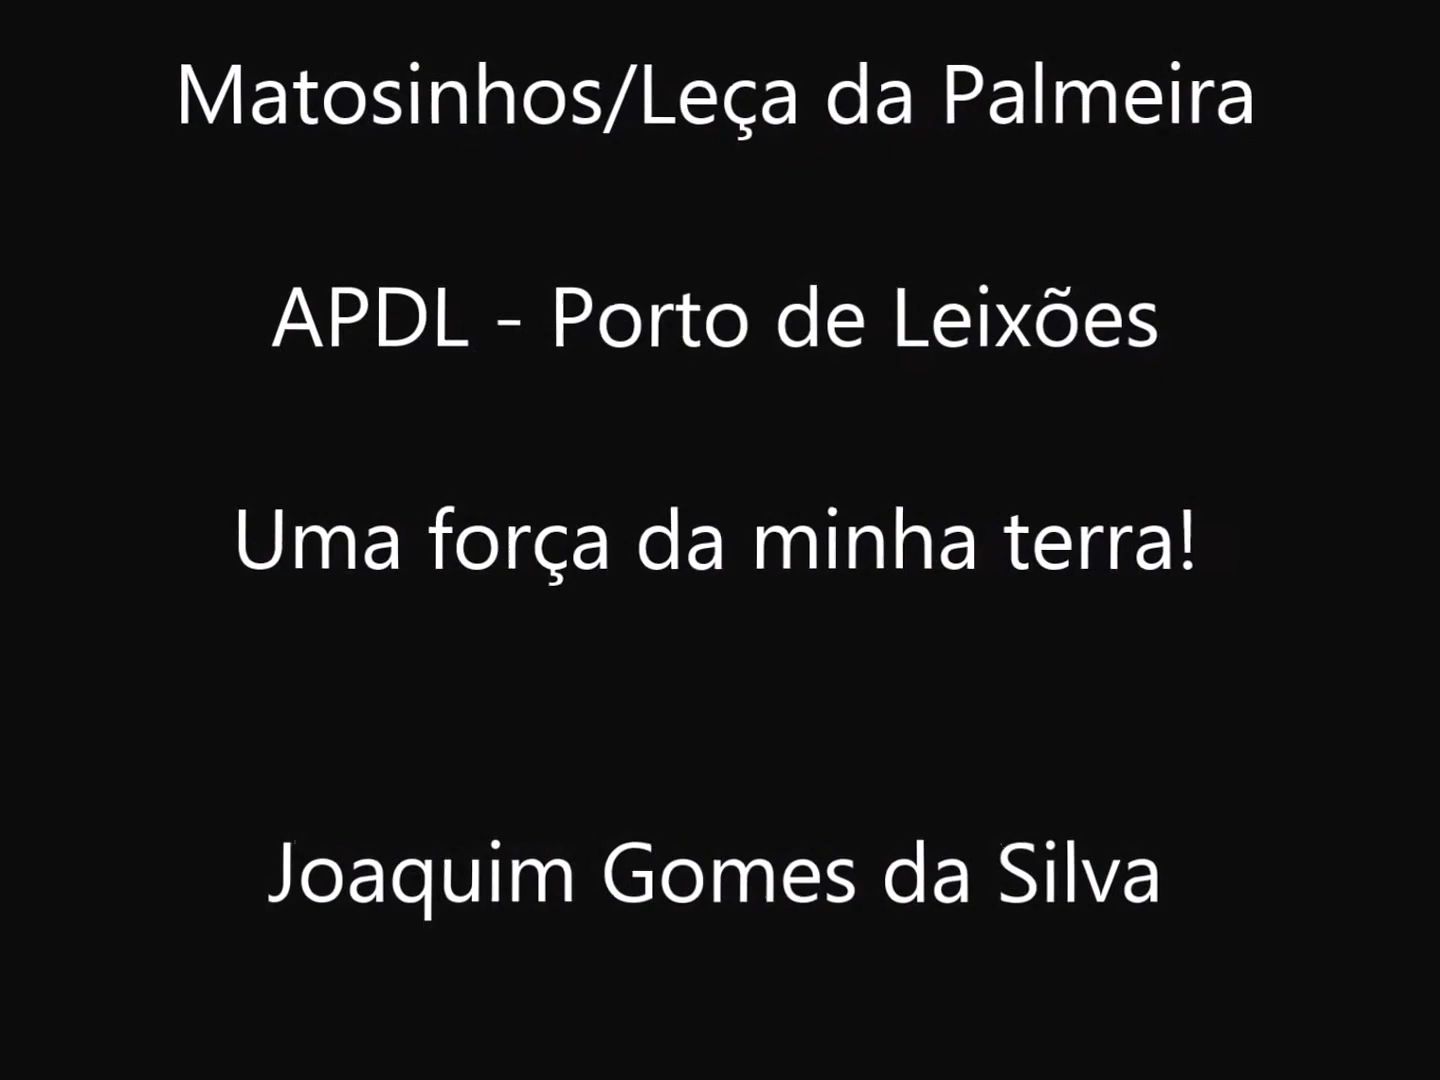 Matosinhos/Leça da Palmeira
APDL - Porto de Leixões
Uma força da minha terra!
Joaquim Gomes da Silva